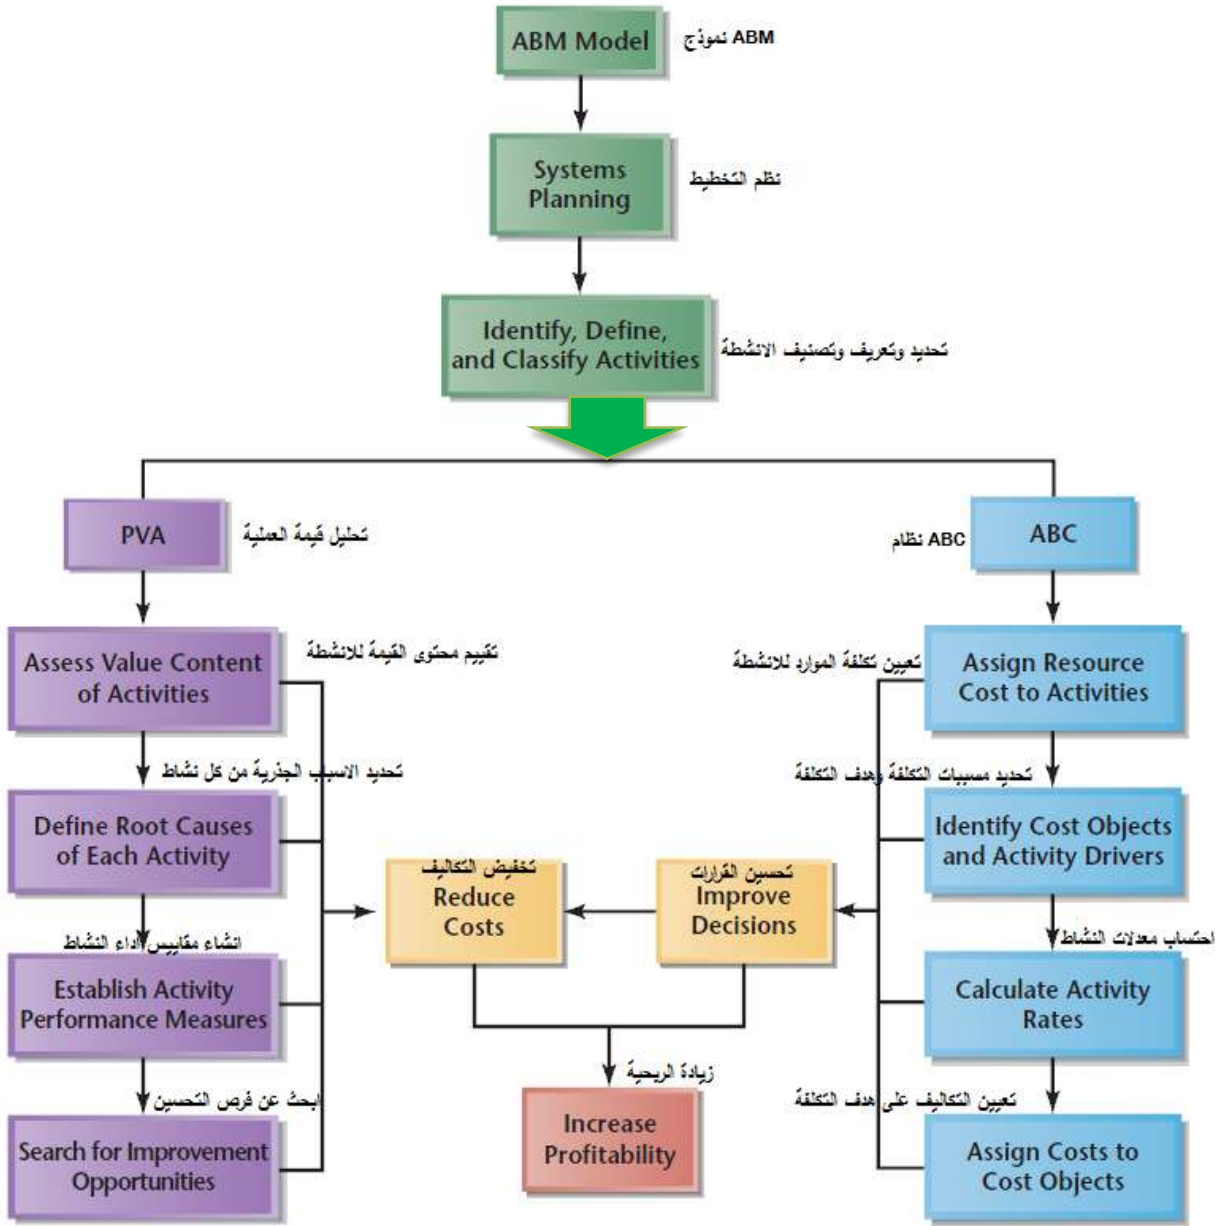 ABM Model
نموذج ABM
Systems
Planning
نظم التخطيط
Identify, Define,
and Classify Activities
تحديد وتعريف وتصنيف الانشطة
PVA
تحليل قيمة العملية
نظام ABC
ABC
Assess Value Content
of Activities
تقييم محتوى القيمة للانشطة
تعيين تكلفة الموارد للانشطة
Assign Resource
Cost to Activities
تحديد الاسباب الجذرية من كل نشاط
تحديد مسببات التكلفة وهدف التكلفة
Define Root Causes
of Each Activity
Identify Cost Objects
and Activity Drivers
تخفيض التكاليف
Reduce
Costs
تحسين القرارات
Improve
Decisions
انشاء مقاييس اداء النشاط
احتساب معدلات النشاط
Establish Activity
Performance Measures
Calculate Activity
Rates
زيادة الربحية
ابحث عن فرص التحسين
تعيين التكاليف على هدف التكلفة
Increase
Profitability
Search for Improvement
Opportunities
Assign Costs to
Cost Objects